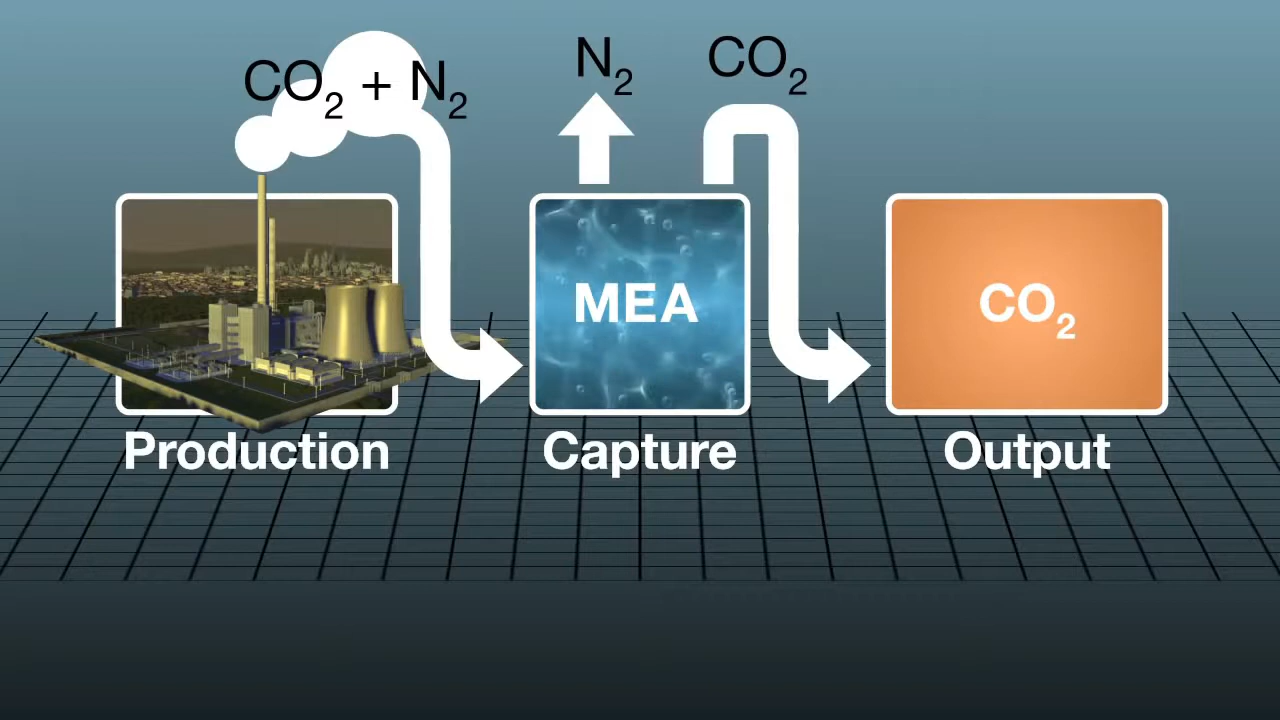 CO₂ + N₂
N₂
CO₂
MEA
CO₂
Production
Capture
Output